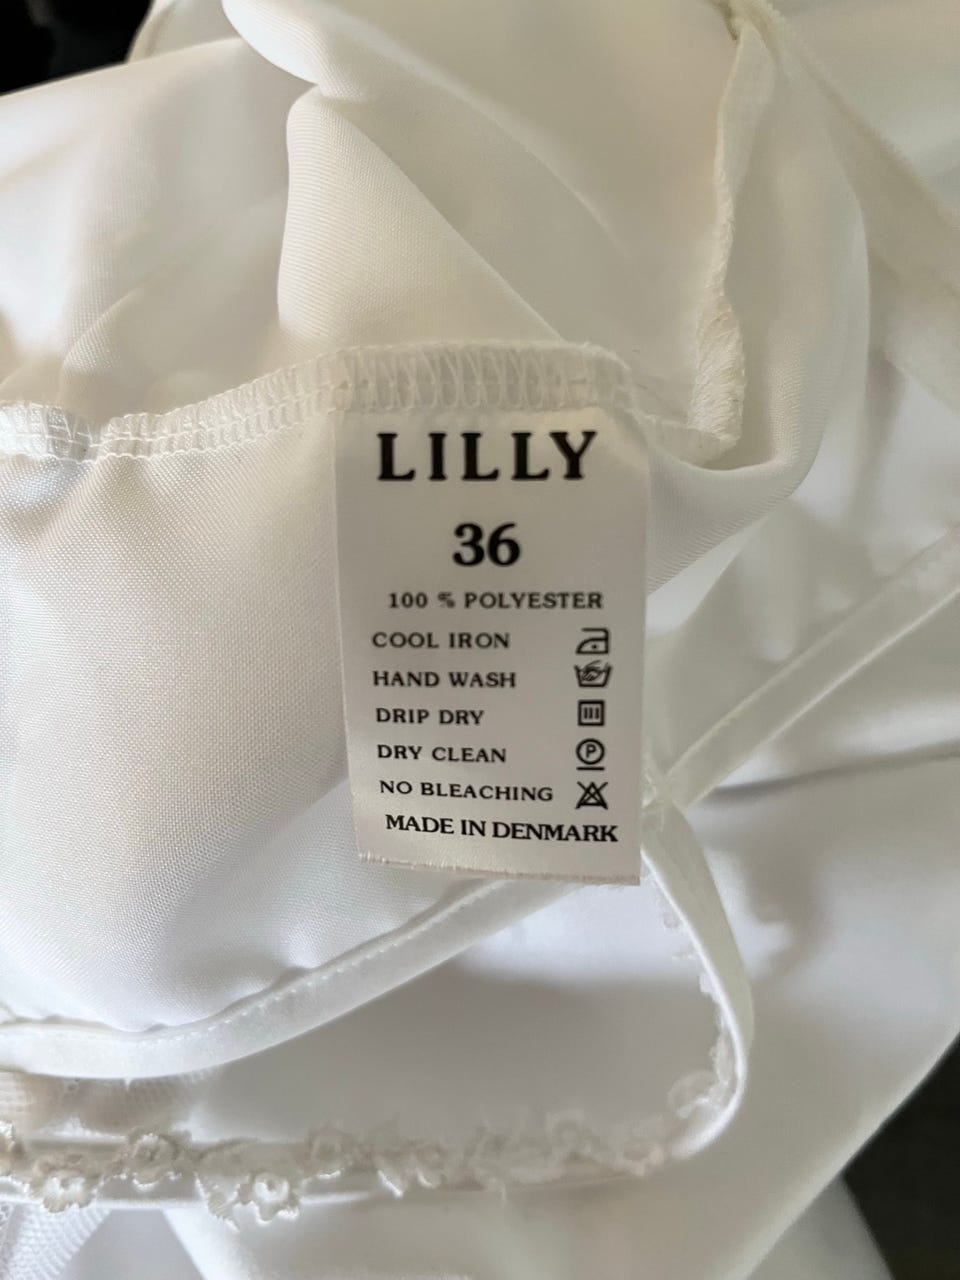 LILLY
36
100 % POLYESTER
COOL IRON
HAND WASH
DRIP DRY
DRY CLEAN P
NO BLEACHING
MADE IN DENMARK